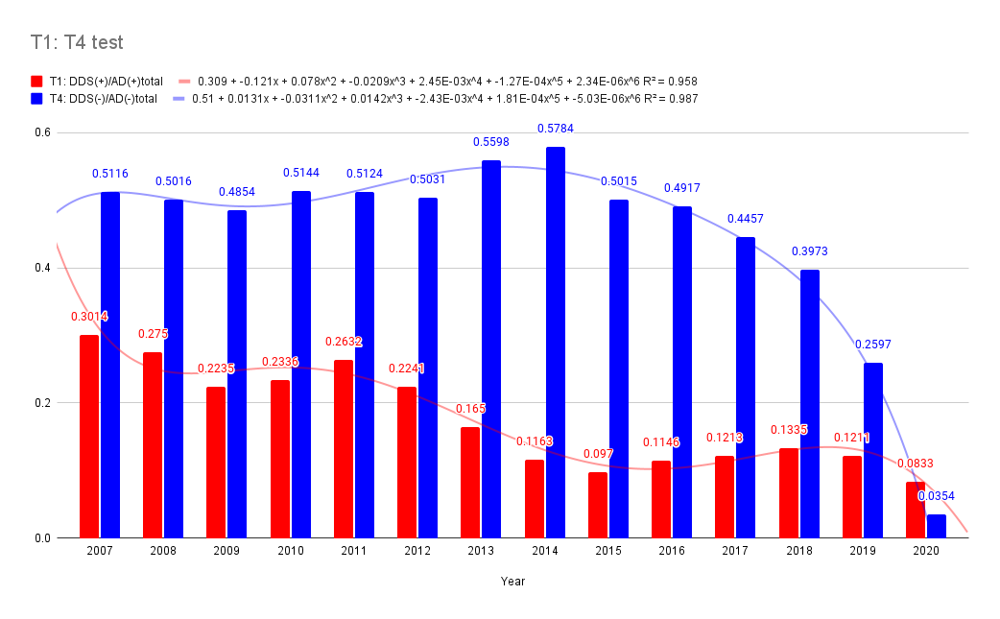 T1: T4 test
T1: DDS(+)/AD(+)total 0.309 + -0.121x + 0.078x^2 + -0.0209x^3 + 2.45E-03x^4 + -1.27E-04x^5 + 2.34E-06x^6 R² = 0.958
T4: DDS(-)/AD(-)total 0.51 + 0.0131x + -0.0311x^2 + 0.0142x^3 + -2.43E-03x^4 + 1.81E-04x^5 + -5.03E-06x^6 R² = 0.987
0.6
0.4
0.2
0.0
0.5116 0.5016 0.4854 0.5144 0.5124 0.5031 0.5598 0.5784 0.5015 0.4917 0.4457 0.3973 0.2597 0.0354
0.3014 0.275 0.2235 0.2336 0.2632 0.2241 0.165 0.1163 0.097 0.1146 0.1213 0.1335 0.1211 0.0833
2007 2008 2009 2010 2011 2012 2013 2014 2015 2016 2017 2018 2019 2020
Year